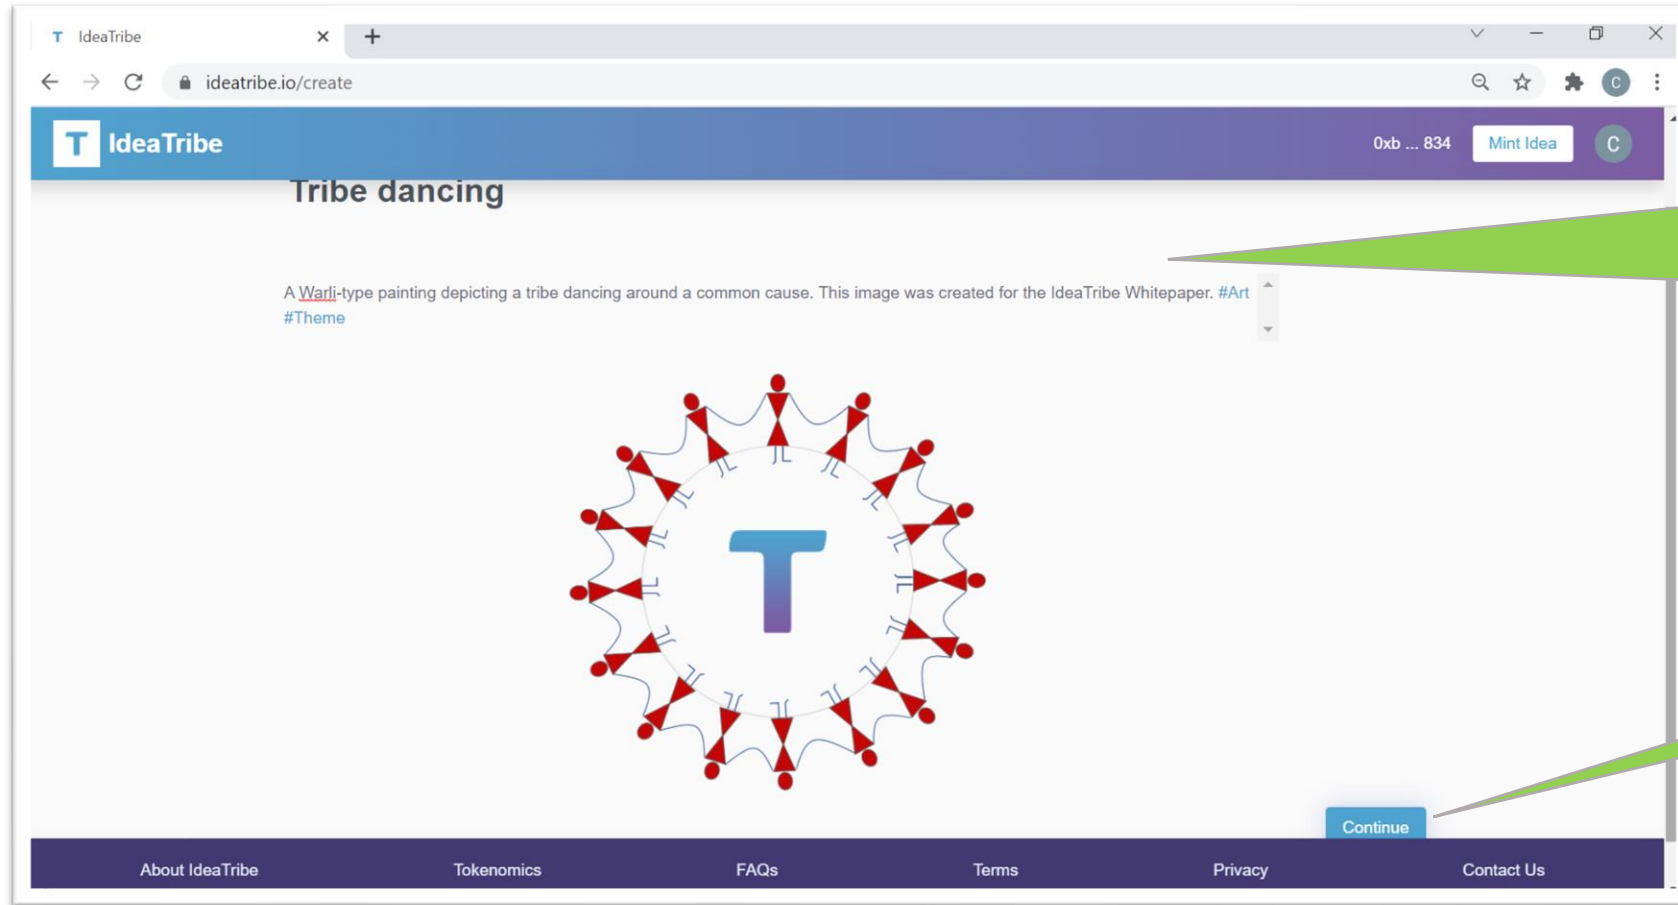 T IdeaTribe
ideatribe.io/create
C
T IdeaTribe
0xb ... 834 Mint Idea C
Tribe dancing
A Warli-type painting depicting a tribe dancing around a common cause. This image was created for the IdeaTribe Whitepaper. #Art
#Theme
T
Continue
About IdeaTribe Tokenomics FAQs Terms Privacy Contact Us